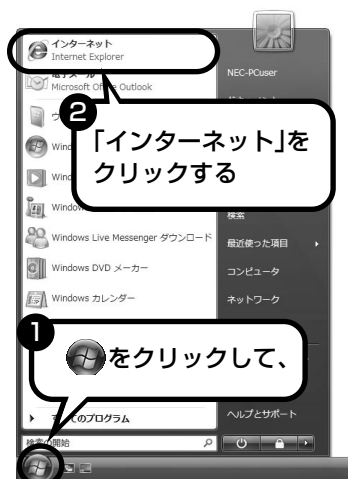 インターネット
Internet Explorer
電子メール
Microsoft Office Outlook
NEC-PCuser
2
「インターネット」を
クリックする
検索
Windows Live Messenger ダウンロード
最近使った項目
Windows DVD メーカー
コンピュータ
Windows カレンダー
ネットワーク
1
をクリックして、
すべてのプログラム
ヘルプとサポート
検索の開始